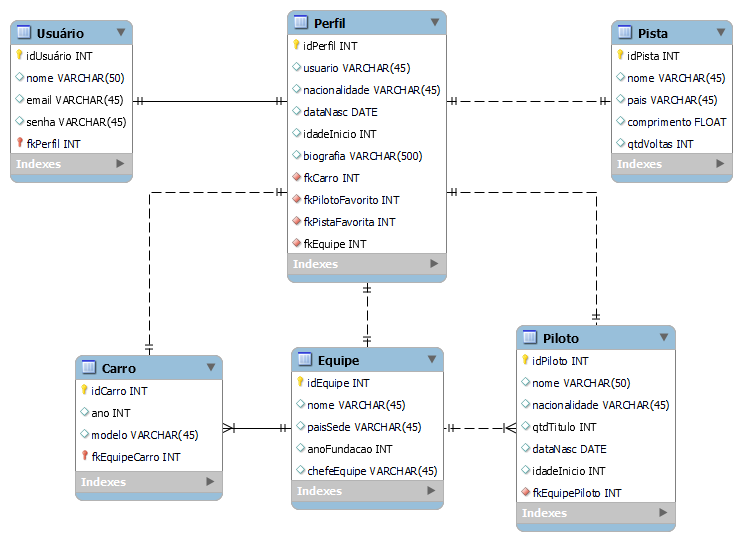 Usuário
idUsuário INT
nome VARCHAR(50)
email VARCHAR(45)
senha VARCHAR(45)
fkPerfil INT
Indexes
Perfil
idPerfil INT
usuario VARCHAR(45)
nacionalidade VARCHAR(45)
dataNasc DATE
idadeInicio INT
biografia VARCHAR(500)
fkCarro INT
fkPilotoFavorito INT
fkPistaFavorita INT
fkEquipe INT
Indexes
Pista
idPista INT
nome VARCHAR(45)
pais VARCHAR(45)
comprimento FLOAT
qtdVoltas INT
Indexes
Carro
idCarro INT
ano INT
modelo VARCHAR(45)
fkEquipeCarro INT
Indexes
Equipe
idEquipe INT
nome VARCHAR(45)
paisSede VARCHAR(45)
anoFundacao INT
chefeEquipe VARCHAR(45)
Indexes
Piloto
idPiloto INT
nome VARCHAR(50)
nacionalidade VARCHAR(45)
qtdTitulo INT
dataNasc DATE
idadeInicio INT
fkEquipePiloto INT
Indexes